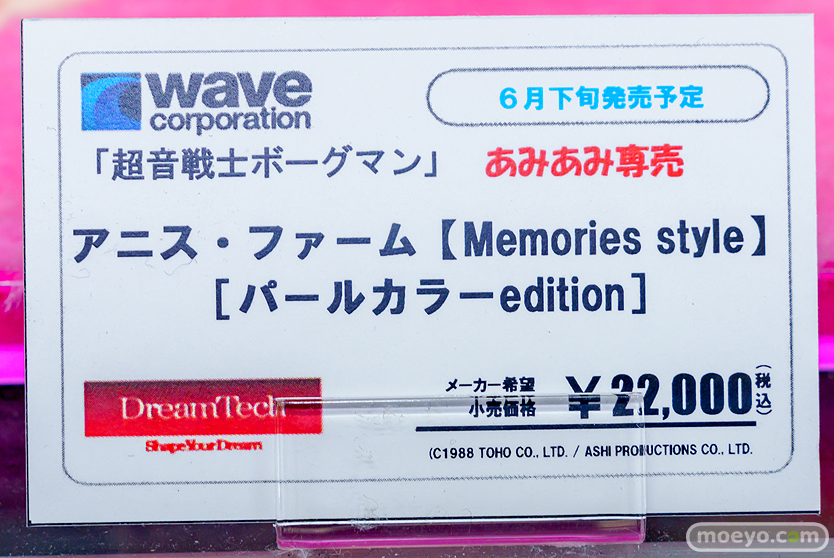 wave
corporation
6月下旬発売予定
「超音戦士ボーグマン」 あみあみ専売
アニス・ファーム【Memories style】
[パールカラーedition]
DreamTech
Shape Your Dream
メーカー希望
小売価格 ¥22,000(税込)
(C1988 TOHO CO., LTD. / ASHI PRODUCTIONS CO., LTD.
moeyo.com